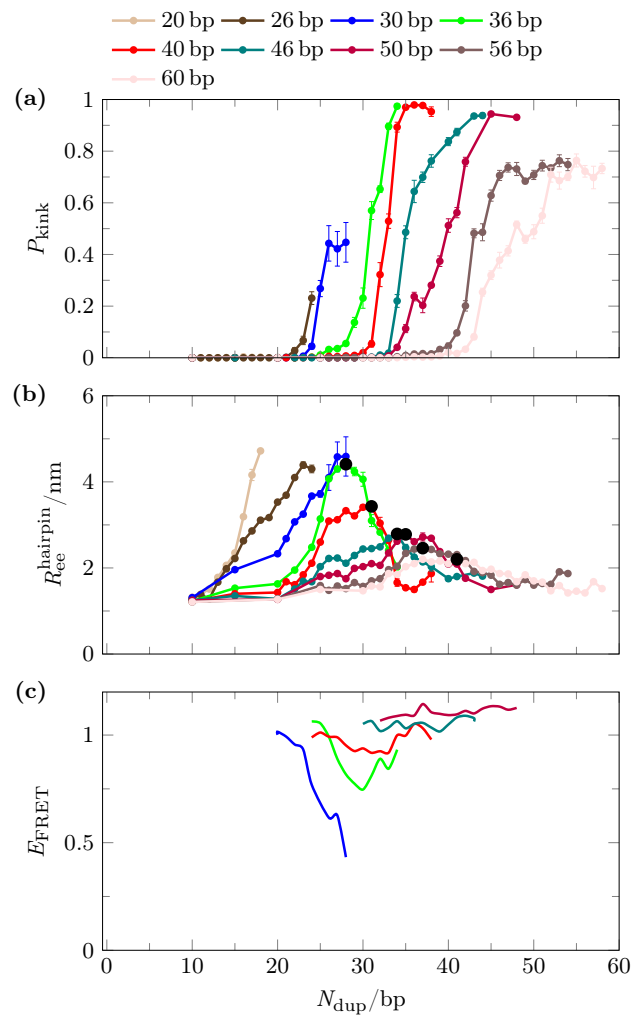 20 bp 26 bp 30 bp 36 bp
40 bp 46 bp 50 bp 56 bp
60 bp
(a)
1
0.8
0.6
0.4
0.2
0
P_kink
(b)
6
4
2
0
R_ee^hairpin/nm
(c)
1
0.5
0
E_FRET
0 10 20 30 40 50 60
N_dup/bp